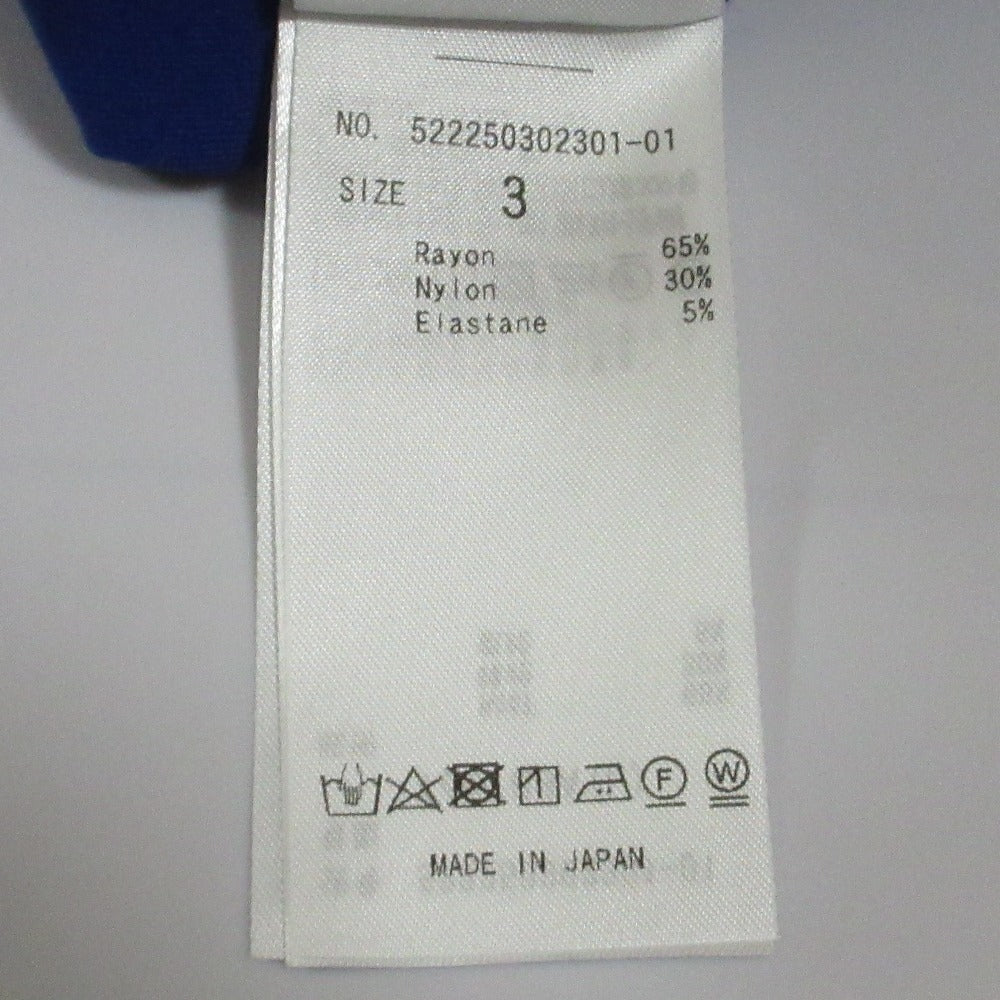 NO. 522250302301-01
SIZE 3
Rayon 65%
Nylon 30%
Elastane 5%
F W
MADE IN JAPAN